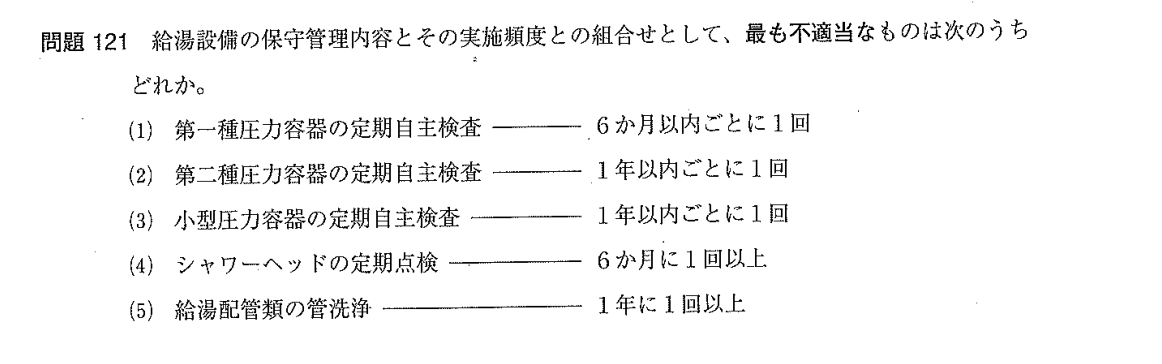 問題 121 給湯設備の保守管理内容とその実施頻度との組合せとして、最も不適当なものは次のうち
どれか。
(1) 第一種圧力容器の定期自主検査 ――――― 6か月以内ごとに1回
(2) 第二種圧力容器の定期自主検査 ――――― 1年以内ごとに1回
(3) 小型圧力容器の定期自主検査 ―――――― 1年以内ごとに1回
(4) シャワーヘッドの定期点検 ――――――― 6か月に1回以上
(5) 給湯配管類の管洗浄 ―――――――――― 1年に1回以上